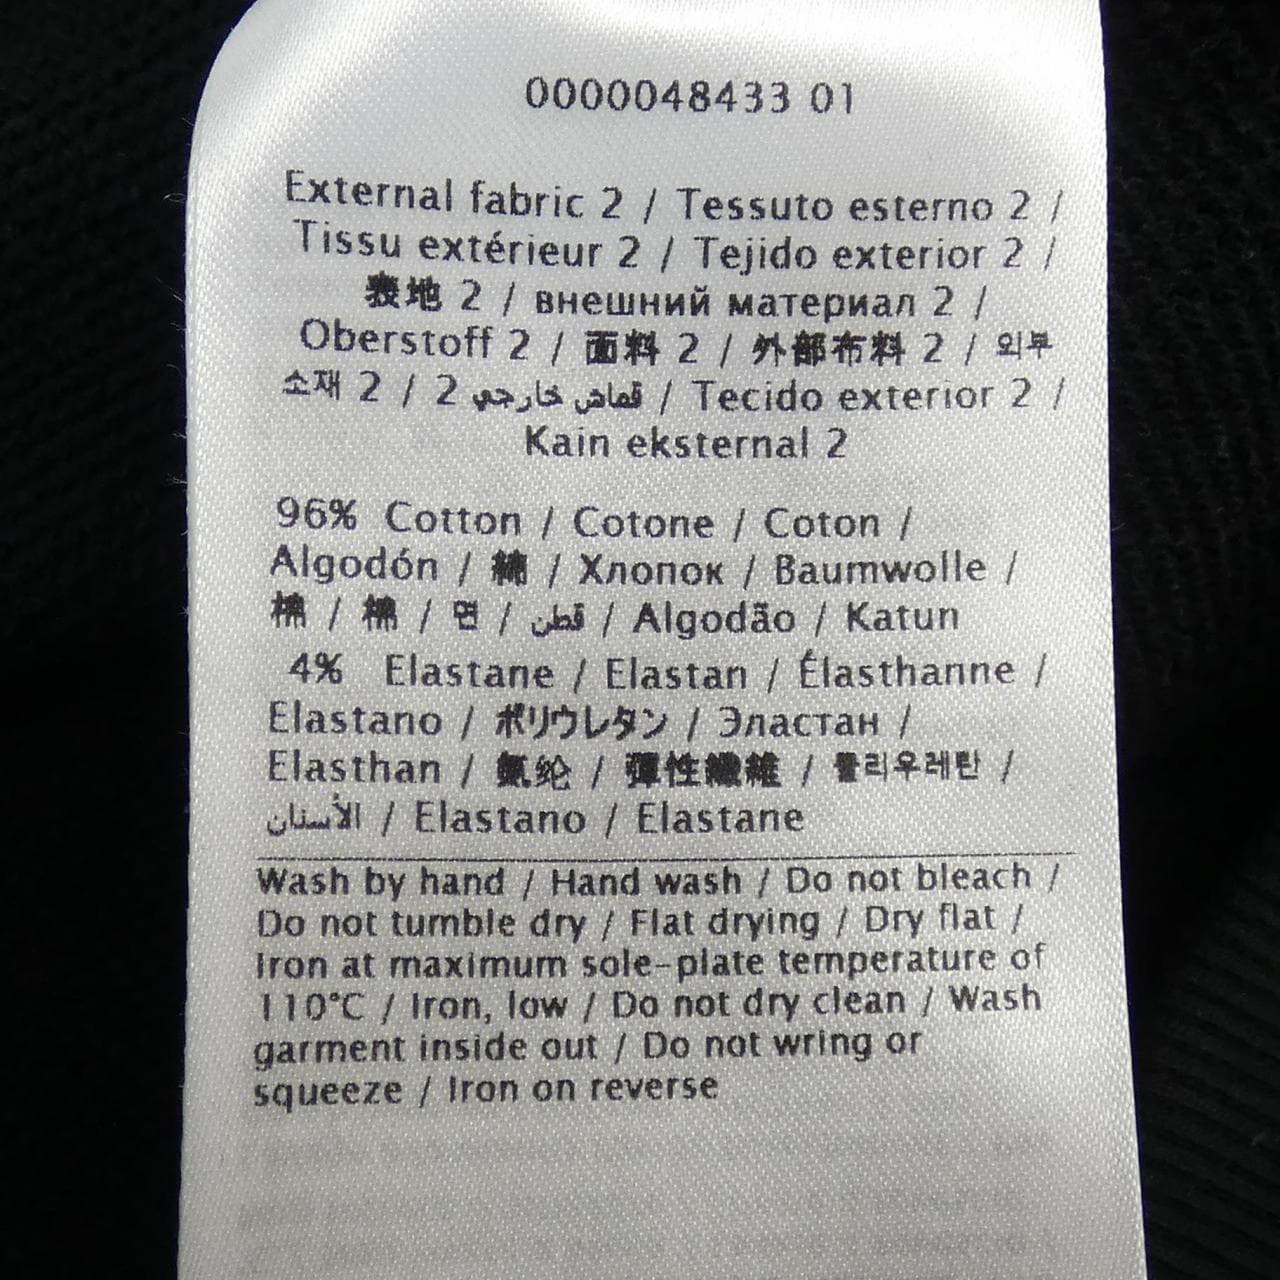 0000048433 01
External fabric 2 / Tessuto esterno 2 /
Tissu extérieur 2 / Tejido exterior 2 /
表地 2 / внешний материал 2 /
Oberstoff 2 / 面料 2 / 外部布料 2 / 외부
소재 2 / 2 قماش خارجي / Tecido exterior 2 /
Kain eksternal 2
96% Cotton / Cotone / Coton /
Algodón / 綿 / Хлопок / Baumwolle /
棉 / 棉 / 면 / قطن / Algodão / Katun
4% Elastane / Elastan / Élasthanne /
Elastano / ポリウレタン / Эластан /
Elasthan / 氨纶 / 彈性纖維 / 폴리우레탄 /
الأستان / Elastano / Elastane
Wash by hand / Hand wash / Do not bleach /
Do not tumble dry / Flat drying / Dry flat /
Iron at maximum sole-plate temperature of
110°C / Iron, low / Do not dry clean / Wash
garment inside out / Do not wring or
squeeze / Iron on reverse